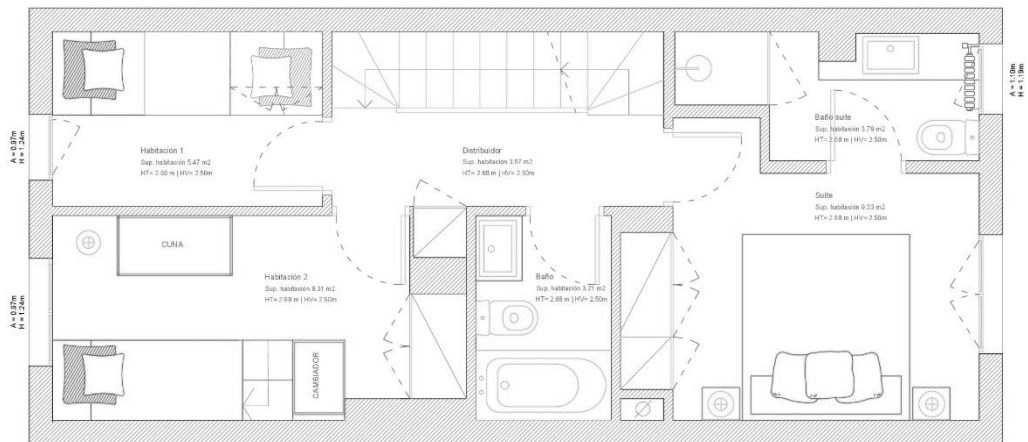 A = 0.97m
H = 1.24m
Habitación 1
Sup. habitación 5.47 m2
HT= 2.68 m | HV= 2.50m
Distribuidor
Sup. habitación 3.57 m2
HT= 2.68 m | HV= 2.50m
Baño suite
Sup. habitación 3.79 m2
HT= 2.68 m | HV= 2.50m
A = 1.10m
H = 1.19m
Suite
Sup. habitación 9.33 m2
HT= 2.68 m | HV= 2.50m
CUNA
Habitación 2
Sup. habitación 8.31 m2
HT= 2.68 m | HV= 2.50m
Baño
Sup. habitación 3.21 m2
HT= 2.68 m | HV= 2.50m
A = 0.97m
H = 1.24m
CAMBIADOR